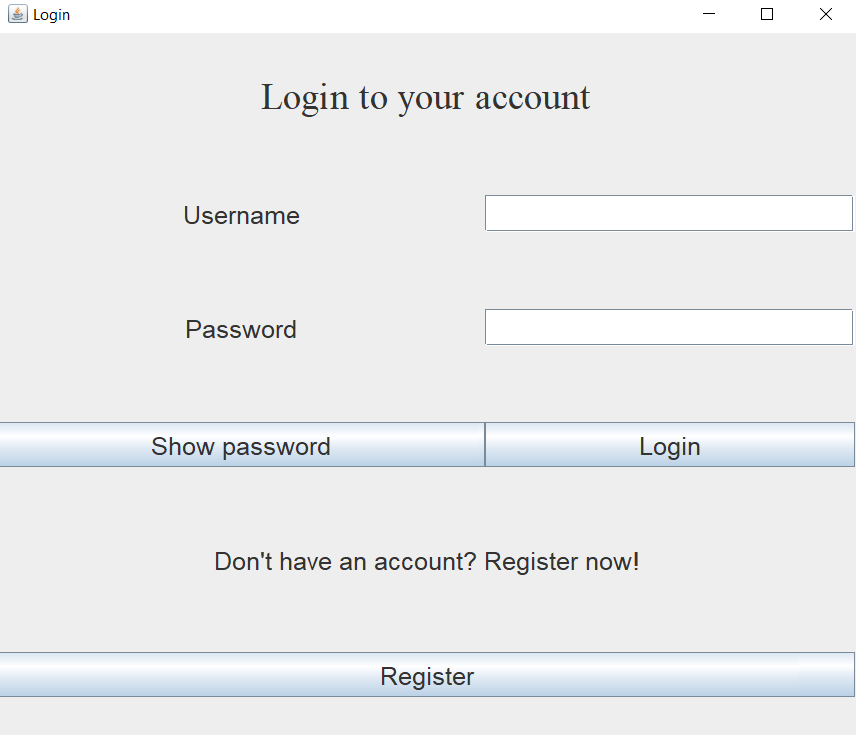 Login
Login to your account
Username
Password
Show password
Login
Don't have an account? Register now!
Register